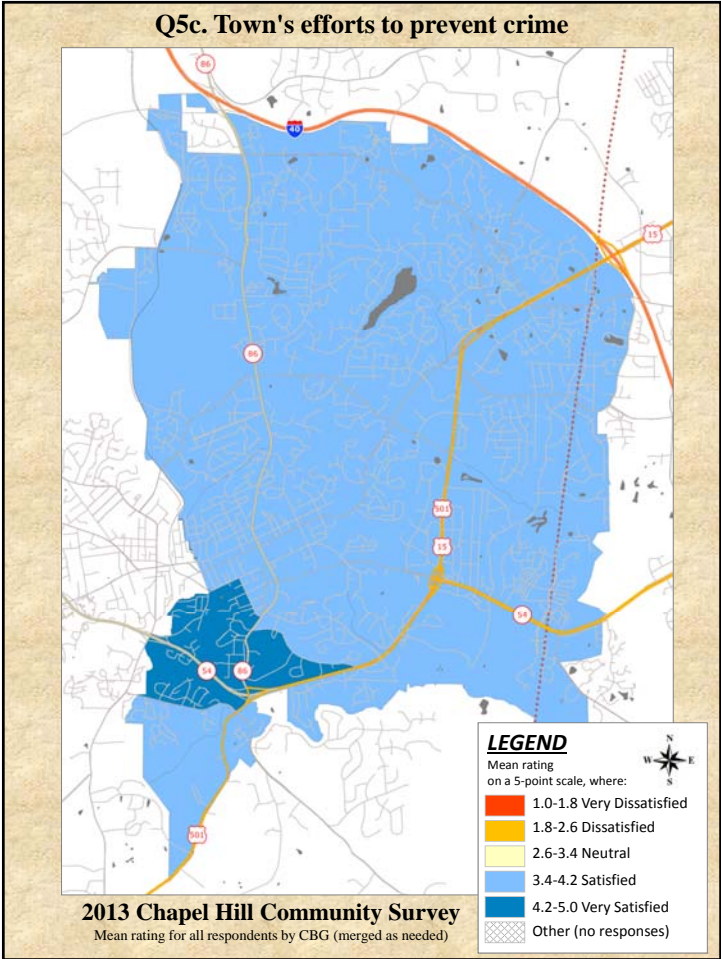 Q5c. Town's efforts to prevent crime
86
40
15
86
501
15
54
54
86
501
LEGEND
Mean rating
on a 5-point scale, where:
N
W E
S
1.0-1.8 Very Dissatisfied
1.8-2.6 Dissatisfied
2.6-3.4 Neutral
3.4-4.2 Satisfied
4.2-5.0 Very Satisfied
Other (no responses)
2013 Chapel Hill Community Survey
Mean rating for all respondents by CBG (merged as needed)